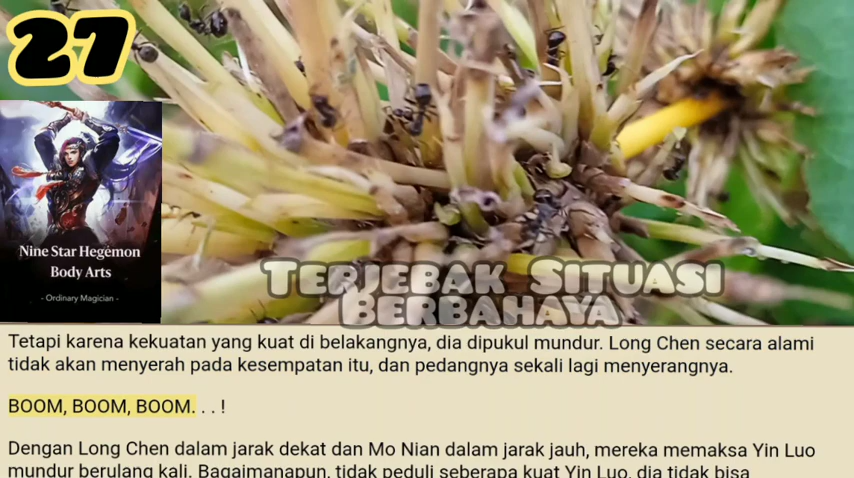 27
Nine Star Hegemon
Body Arts
- Ordinary Magician -
Terjebak Situasi
Berbahaya
Tetapi karena kekuatan yang kuat di belakangnya, dia dipukul mundur. Long Chen secara alami
tidak akan menyerah pada kesempatan itu, dan pedangnya sekali lagi menyerangnya.
BOOM, BOOM, BOOM. . . !
Dengan Long Chen dalam jarak dekat dan Mo Nian dalam jarak jauh, mereka memaksa Yin Luo
mundur berulang kali. Bagaimanapun, tidak peduli seberapa kuat Yin Luo, dia tidak bisa